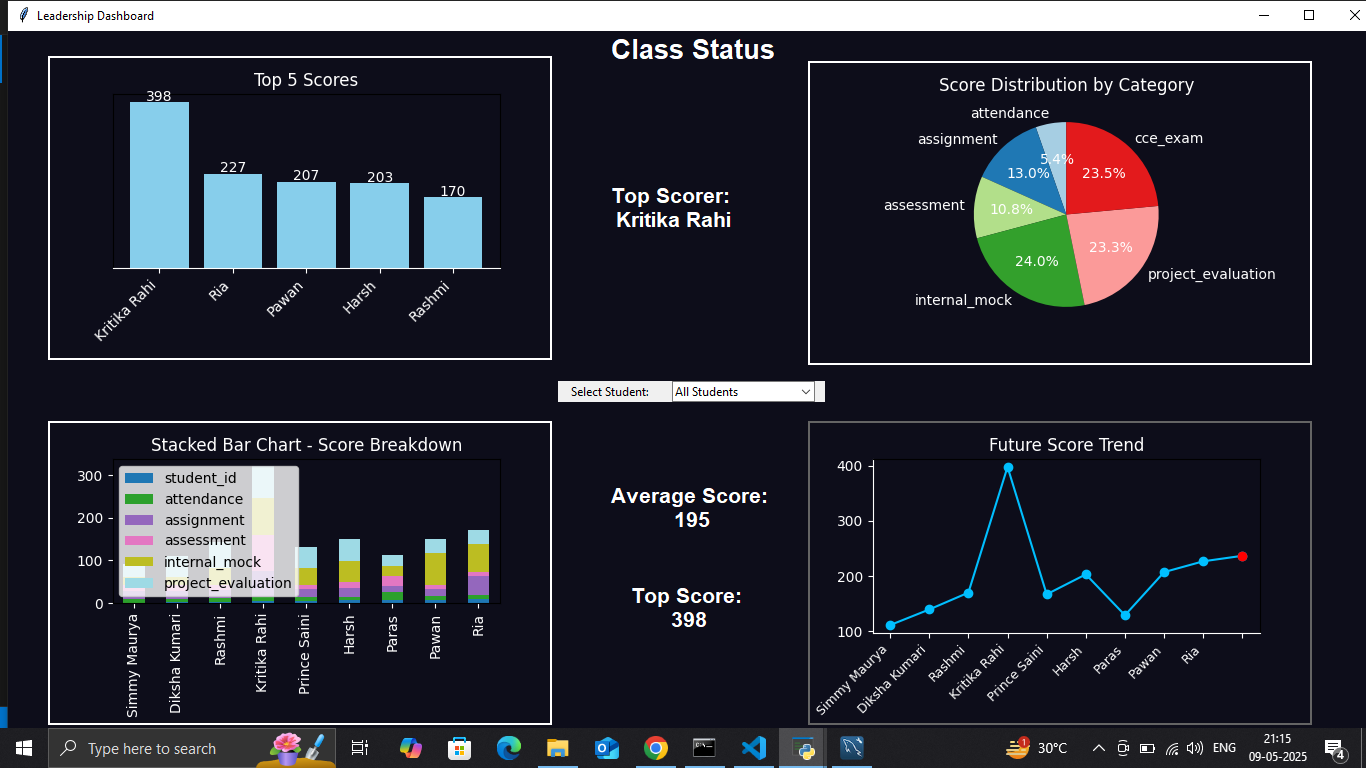 Leadership Dashboard
Class Status
Top 5 Scores
398
227
207
203
170
Kritika Rahi
Ria
Pawan
Harsh
Rashmi
Top Scorer:
Kritika Rahi
Score Distribution by Category
attendance
assignment
cce_exam
5.4%
13.0%
23.5%
assessment
10.8%
23.3%
24.0%
project_evaluation
internal_mock
Select Student:
All Students
Stacked Bar Chart - Score Breakdown
300
200
100
0
student_id
attendance
assignment
assessment
internal_mock
project_evaluation
Simmy Maurya
Diksha Kumari
Rashmi
Kritika Rahi
Prince Saini
Harsh
Paras
Pawan
Ria
Average Score:
195
Top Score:
398
Future Score Trend
400
300
200
100
Simmy Maurya
Diksha Kumari
Rashmi
Kritika Rahi
Prince Saini
Harsh
Paras
Pawan
Ria
Type here to search
1
30°C
ENG
21:15
09-05-2025
4